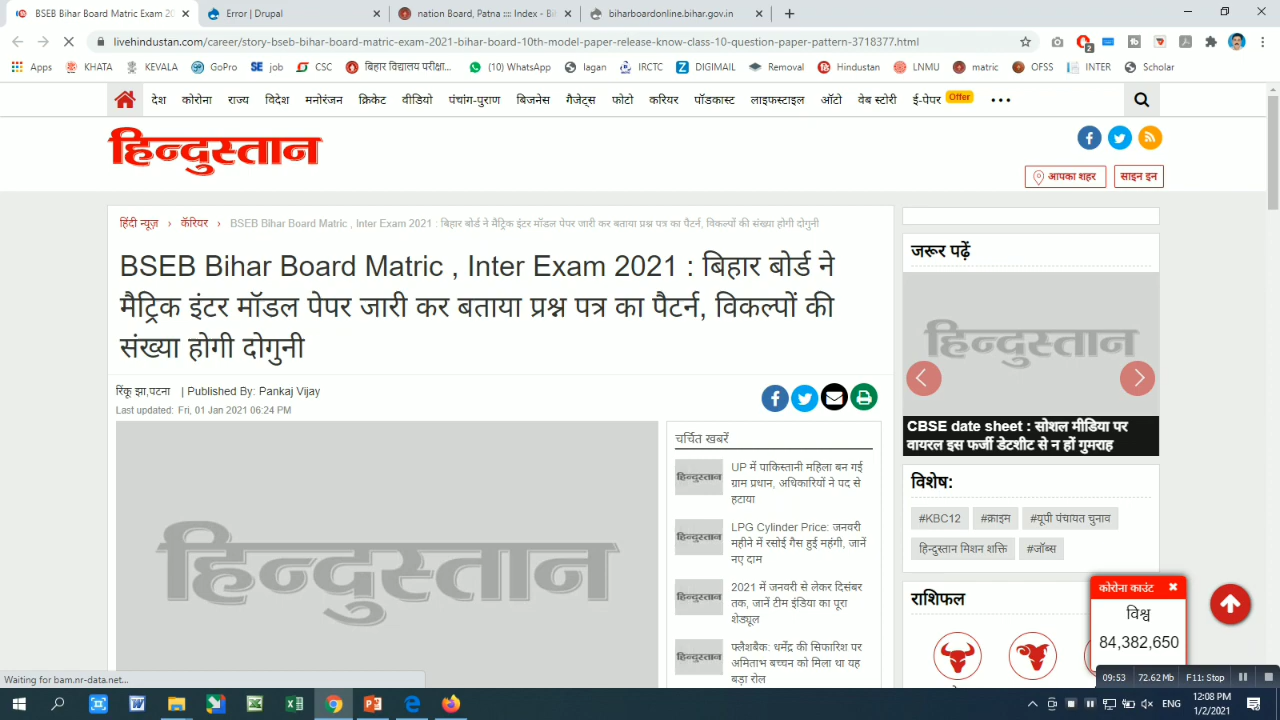 BSEB Bihar Board Matric Exam 20
Error | Drupal
nation Board, Patna :::: Index - Bi
biharboardonline.bihar.gov.in
livehindustan.com/career/story-bseb-bihar-board-matric-exam-2021-bihar-board-10th-model-paper-release-know-class-10-question-paper-pattern-3718377.html
Apps KHATA KEVALA GoPro job CSC बिहार विद्यालय परीक्षा... (10) WhatsApp lagan IRCTC DIGIMAIL Removal Hindustan LNMU matric OFSS INTER Scholar
देश कोरोना राज्य विदेश मनोरंजन क्रिकेट वीडियो पंचांग-पुराण बिजनेस गैजेट्स फोटो करियर पॉडकास्ट लाइफस्टाइल ऑटो वेब स्टोरी ई-पेपर Offer •••
हिन्दुस्तान
आपका शहर साइन इन
हिंदी न्यूज़ › कॅरियर › BSEB Bihar Board Matric , Inter Exam 2021 : बिहार बोर्ड ने मैट्रिक इंटर मॉडल पेपर जारी कर बताया प्रश्न पत्र का पैटर्न, विकल्पों की संख्या होगी दोगुनी
BSEB Bihar Board Matric , Inter Exam 2021 : बिहार बोर्ड ने
मैट्रिक इंटर मॉडल पेपर जारी कर बताया प्रश्न पत्र का पैटर्न, विकल्पों की
संख्या होगी दोगुनी
रिंकू झा,पटना | Published By: Pankaj Vijay
Last updated: Fri, 01 Jan 2021 06:24 PM
हिन्दुस्तान
चर्चित खबरें
हिन्दुस्तान
UP में पाकिस्तानी महिला बन गई
ग्राम प्रधान, अधिकारियों ने पद से
हटाया
हिन्दुस्तान
LPG Cylinder Price: जनवरी
महीने में रसोई गैस हुई महंगी, जानें
नए दाम
हिन्दुस्तान
2021 में जनवरी से लेकर दिसंबर
तक, जानें टीम इंडिया का पूरा
शेड्यूल
हिन्दुस्तान
फ्लैशबैक: धर्मेंद्र की सिफारिश पर
अमिताभ बच्चन को मिला था यह
बड़ा रोल
जरूर पढ़ें
हिन्दुस्तान
CBSE date sheet : सोशल मीडिया पर
वायरल इस फर्जी डेटशीट से न हों गुमराह
विशेष:
#KBC12 #क्राइम #यूपी पंचायत चुनाव
हिन्दुस्तान मिशन शक्ति #जॉब्स
राशिफल
कोरोना काउंट
विश्व
84,382,650
Waiting for bam.nr-data.net...
09:53 72.62 Mb F11: Stop
ENG
12:08 PM
1/2/2021